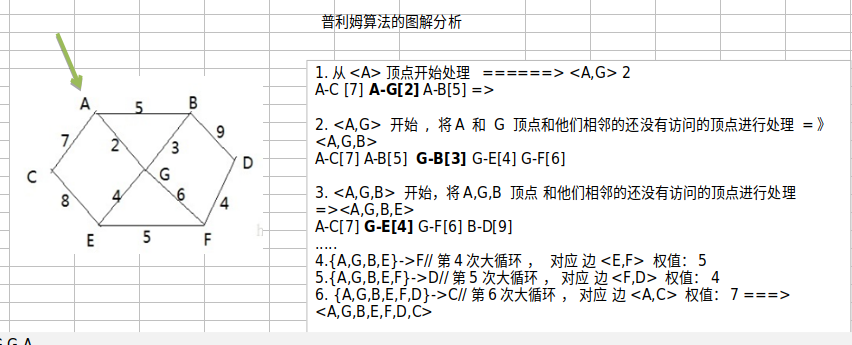 普利姆算法的图解分析
1. 从 <A> 顶点开始处理 ======> <A,G> 2
A-C [7] A-G[2] A-B[5] =>
2. <A,G> 开始 , 将 A 和 G 顶点和他们相邻的还没有访问的顶点进行处理 =》
<A,G,B>
A-C[7] A-B[5] G-B[3] G-E[4] G-F[6]
3. <A,G,B> 开始，将 A,G,B 顶点 和他们相邻的还没有访问的顶点进行处理
=><A,G,B,E>
A-C[7] G-E[4] G-F[6] B-D[9]
.....
4.{A,G,B,E}->F// 第 4 次大循环 ， 对应 边 <E,F> 权值： 5
5.{A,G,B,E,F}->D// 第 5 次大循环 ， 对应 边 <F,D> 权值： 4
6. {A,G,B,E,F,D}->C// 第 6 次大循环 ， 对应 边 <A,C> 权值： 7 ===>
<A,G,B,E,F,D,C>
A 5 B
7 2 3 9
C G D
8 4 6 4
E 5 F